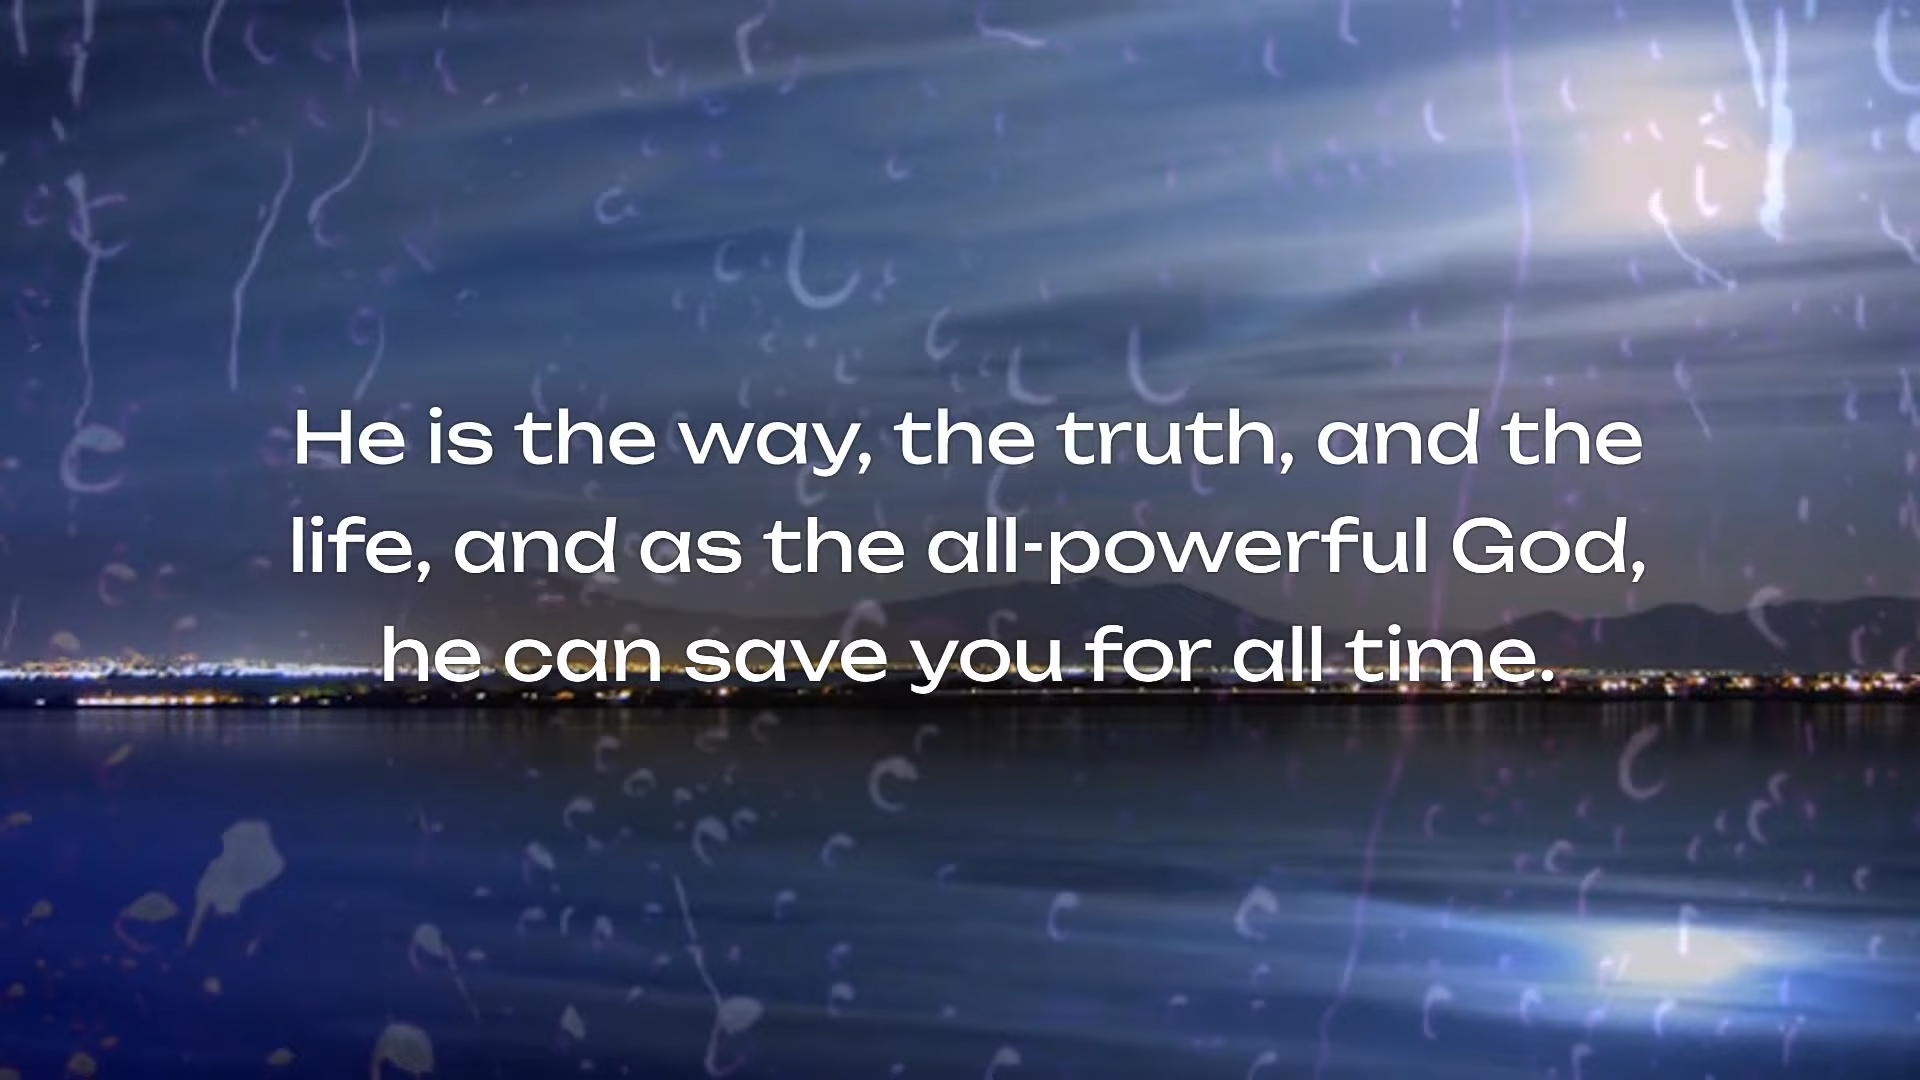 He is the way, the truth, and the
life, and as the all-powerful God,
he can save you for all time.